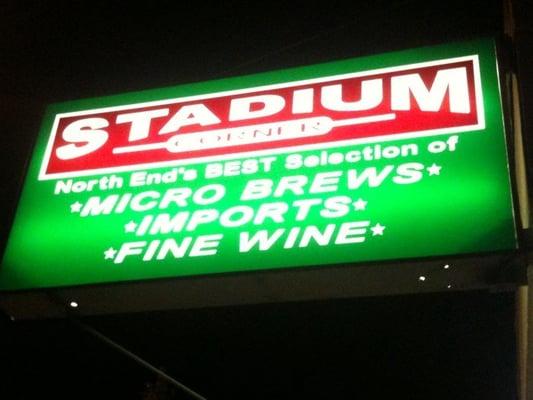 STADIUM
CORNER
North End's BEST Selection of
*MICRO BREWS*
*IMPORTS*
*FINE WINE*